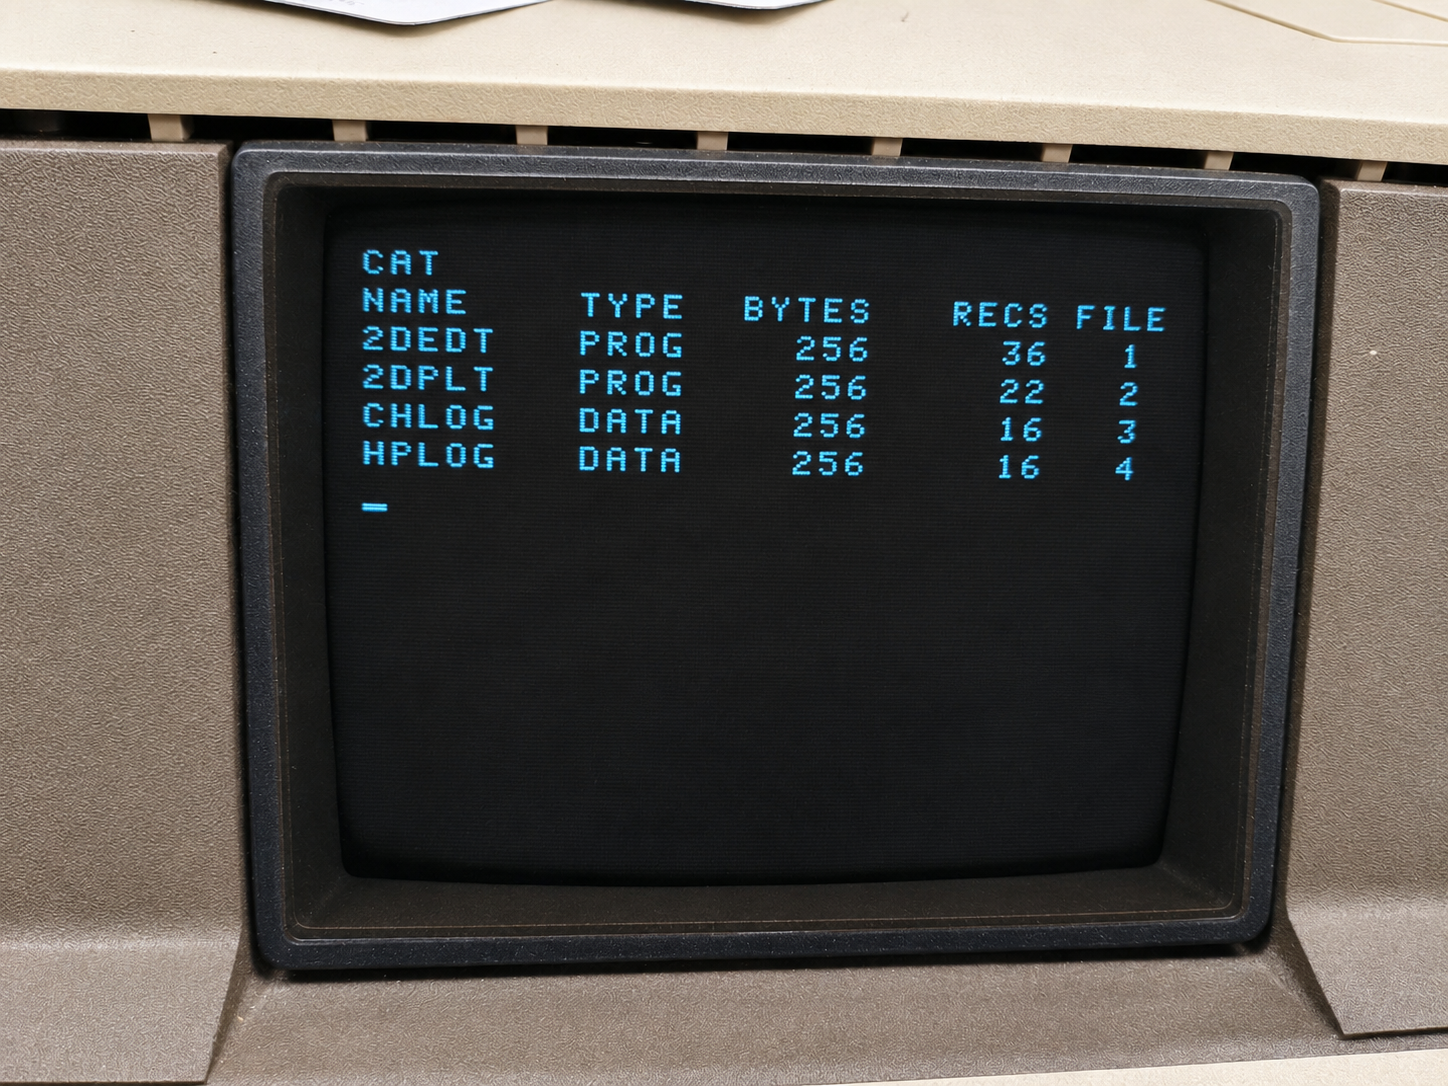 CAT
NAME TYPE BYTES RECS FILE
2DEDT PROG 256 36 1
2DPLT PROG 256 22 2
CHLOG DATA 256 16 3
HPLOG DATA 256 16 4